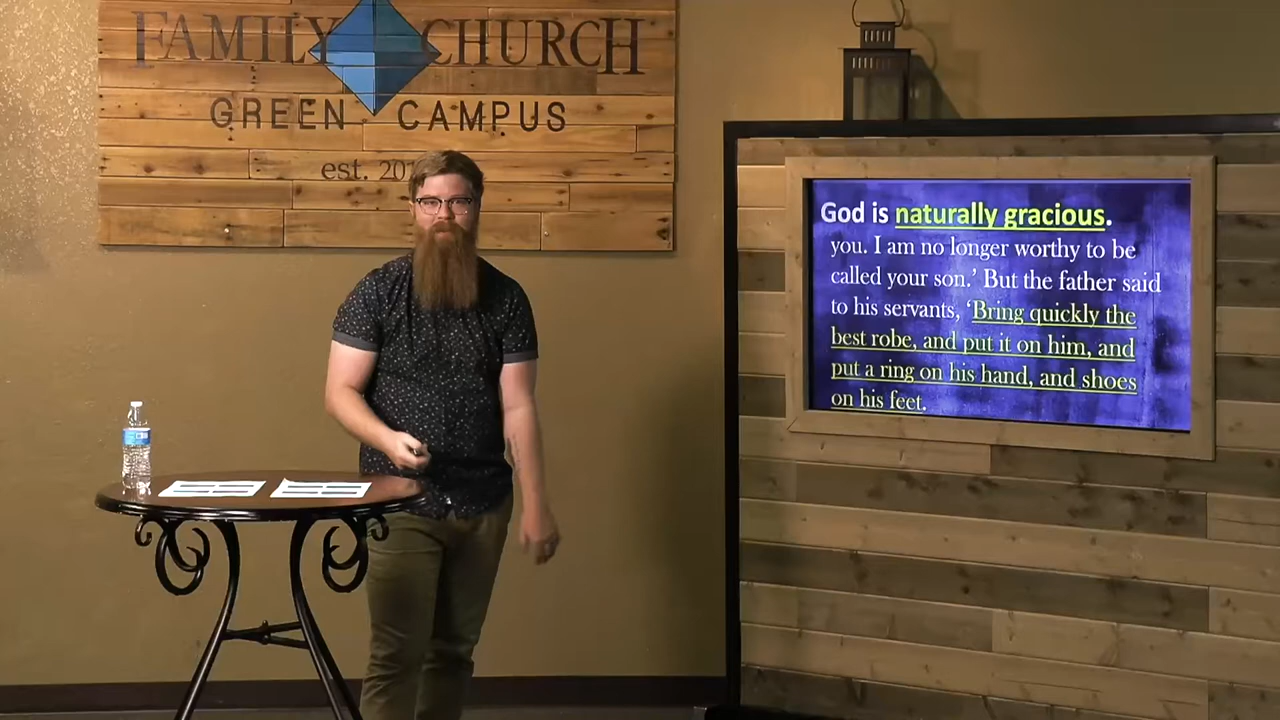 FAMILY CHURCH
GREEN CAMPUS
est. 201
God is naturally gracious.
you. I am no longer worthy to be
called your son.’ But the father said
to his servants, ‘Bring quickly the
best robe, and put it on him, and
put a ring on his hand, and shoes
on his feet.